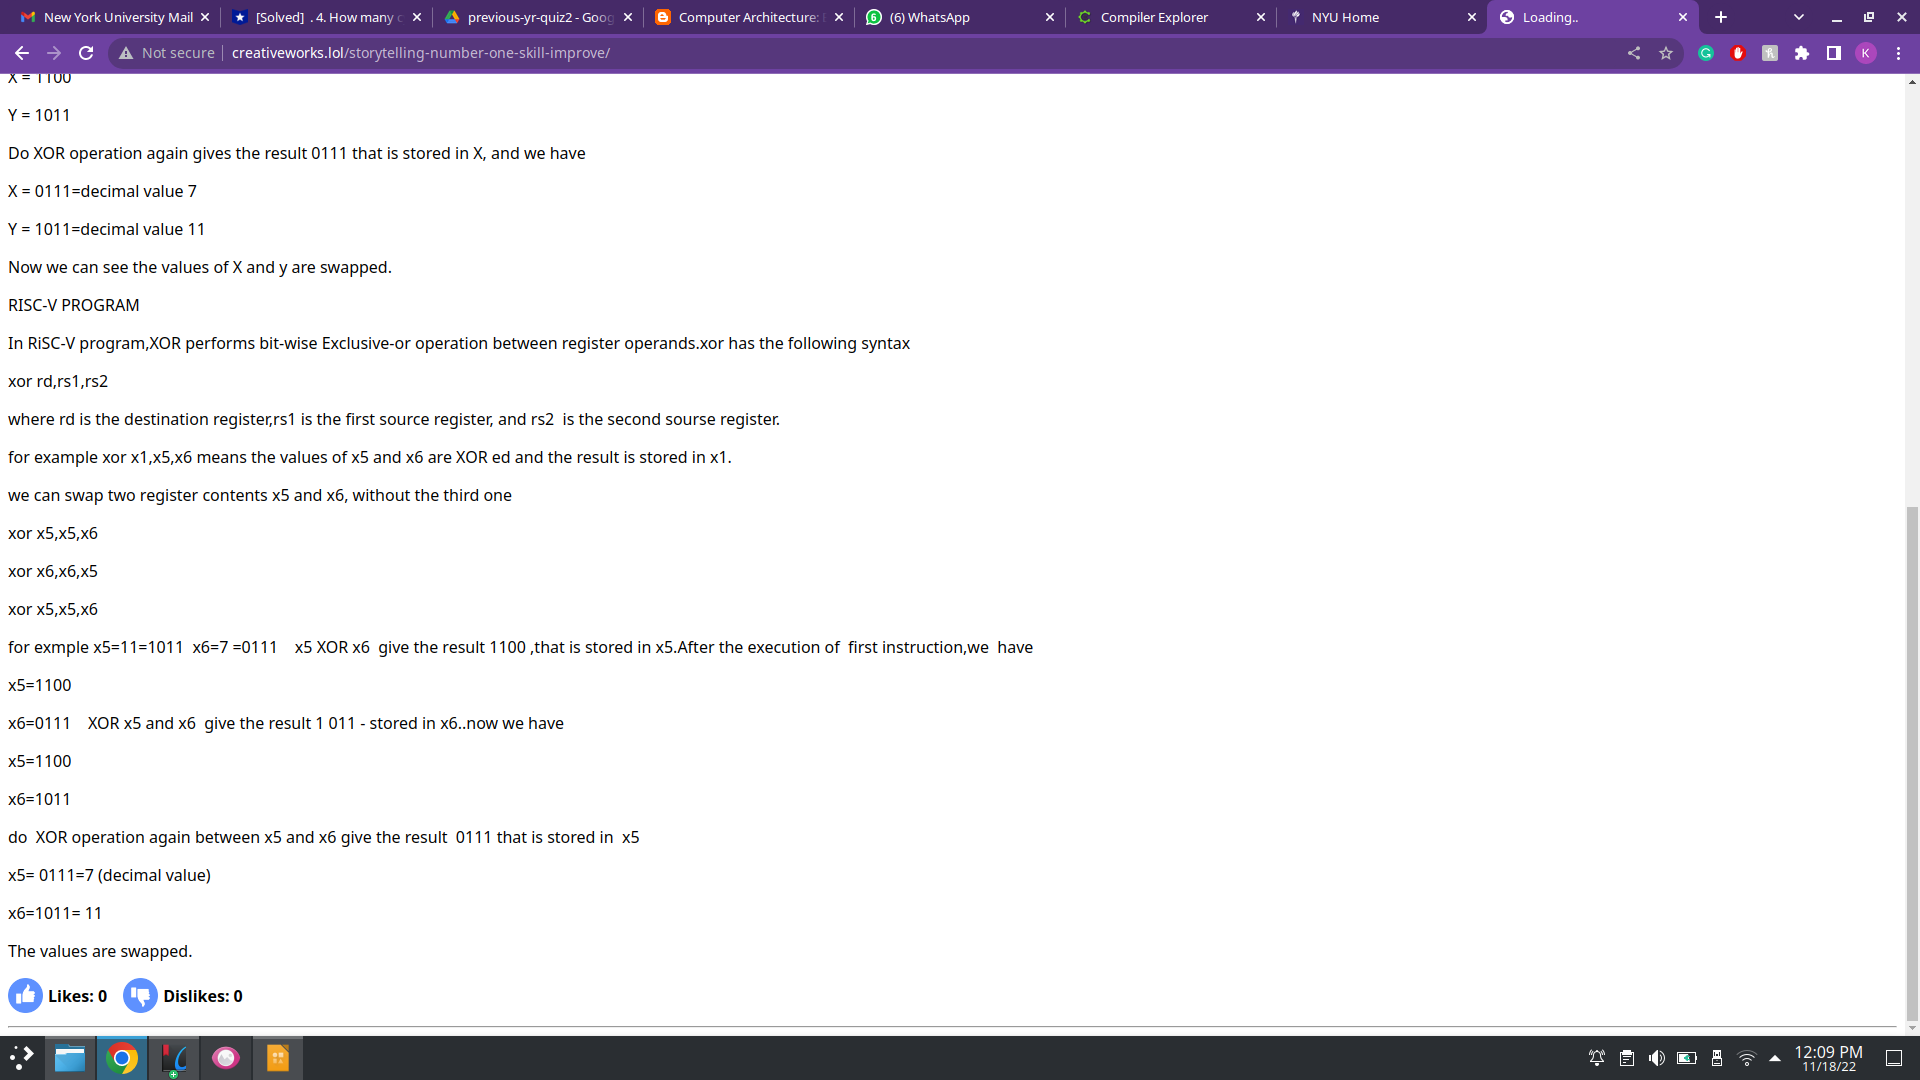 New York University Mail
[Solved] . 4. How many c
previous-yr-quiz2 - Goog
Computer Architecture: E
(6) WhatsApp
Compiler Explorer
NYU Home
Loading..
Not secure
creativeworks.lol/storytelling-number-one-skill-improve/
K
X = 1100
Y = 1011
Do XOR operation again gives the result 0111 that is stored in X, and we have
X = 0111=decimal value 7
Y = 1011=decimal value 11
Now we can see the values of X and y are swapped.
RISC-V PROGRAM
In RiSC-V program,XOR performs bit-wise Exclusive-or operation between register operands.xor has the following syntax
xor rd,rs1,rs2
where rd is the destination register,rs1 is the first source register, and rs2  is the second sourse register.
for example xor x1,x5,x6 means the values of x5 and x6 are XOR ed and the result is stored in x1.
we can swap two register contents x5 and x6, without the third one
xor x5,x5,x6
xor x6,x6,x5
xor x5,x5,x6
for exmple x5=11=1011  x6=7 =0111    x5 XOR x6  give the result 1100 ,that is stored in x5.After the execution of  first instruction,we  have
x5=1100
x6=0111    XOR x5 and x6  give the result 1 011 - stored in x6..now we have
x5=1100
x6=1011
do  XOR operation again between x5 and x6 give the result  0111 that is stored in  x5
x5= 0111=7 (decimal value)
x6=1011= 11
The values are swapped.
Likes: 0 Dislikes: 0
12:09 PM
11/18/22